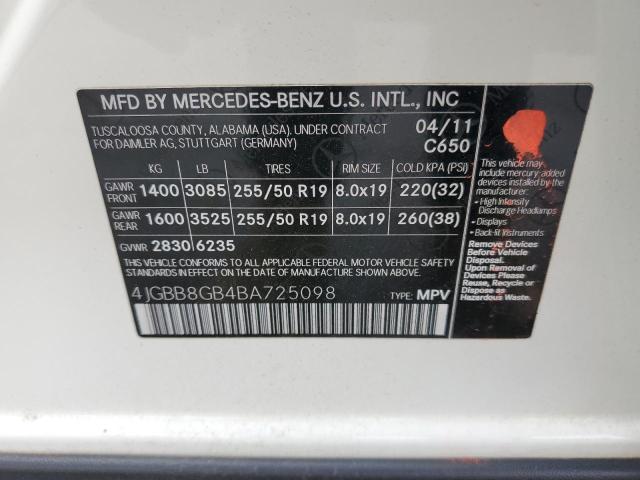 MFD BY MERCEDES-BENZ U.S. INTL., INC
TUSCALOOSA COUNTY, ALABAMA (USA). UNDER CONTRACT
FOR DAIMLER AG, STUTTGART (GERMANY)
04/11
C650
KG LB TIRES RIM SIZE COLD KPA (PSI)
GAWR FRONT 1400 3085 255/50 R19 8.0x19 220(32)
GAWR REAR 1600 3525 255/50 R19 8.0x19 260(38)
GVWR 2830 6235
THIS VEHICLE CONFORMS TO ALL APPLICABLE FEDERAL MOTOR VEHICLE SAFETY
STANDARDS IN EFFECT ON THE DATE OF MANUFACTURE SHOWN ABOVE.
4JGBB8GB4BA725098 TYPE: MPV
This vehicle may
include mercury-added
devices installed by the
manufacturer:
- High Intensity
Discharge Headlamps
- Displays
- Back-lit Instruments
Remove Devices
Before Vehicle
Disposal.
Upon Removal of
Devices Please
Reuse, Recycle or
Dispose as
Hazardous Waste.